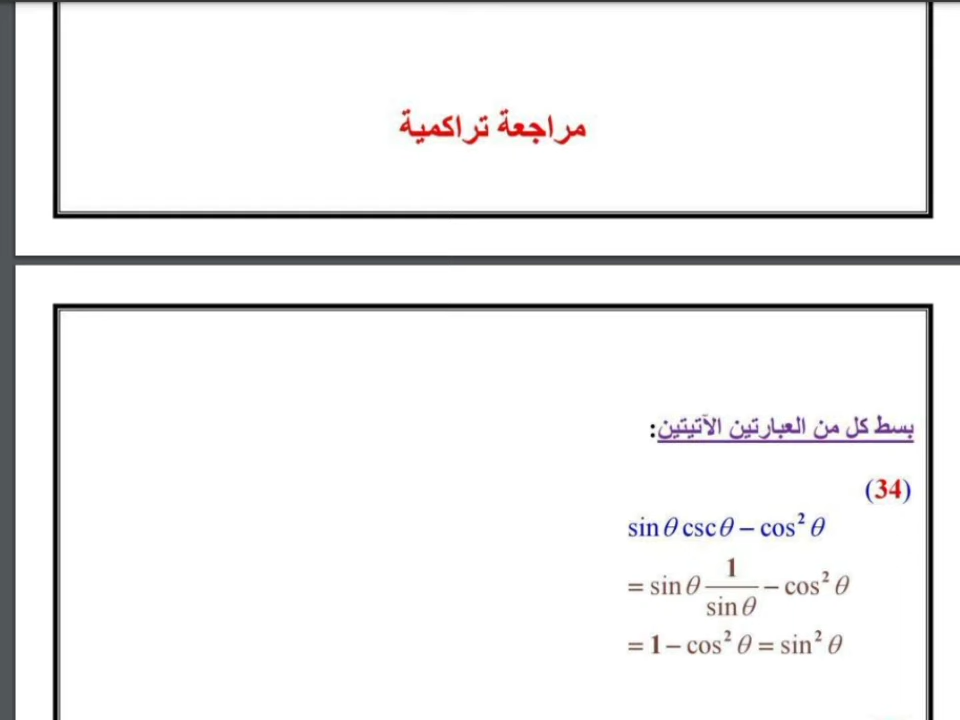 مراجعة تراكمية
بسط كل من العبارتين الآتيتين:
(34)
sin θ csc θ – cos² θ
= sin θ 1/sin θ – cos² θ
= 1 – cos² θ = sin² θ